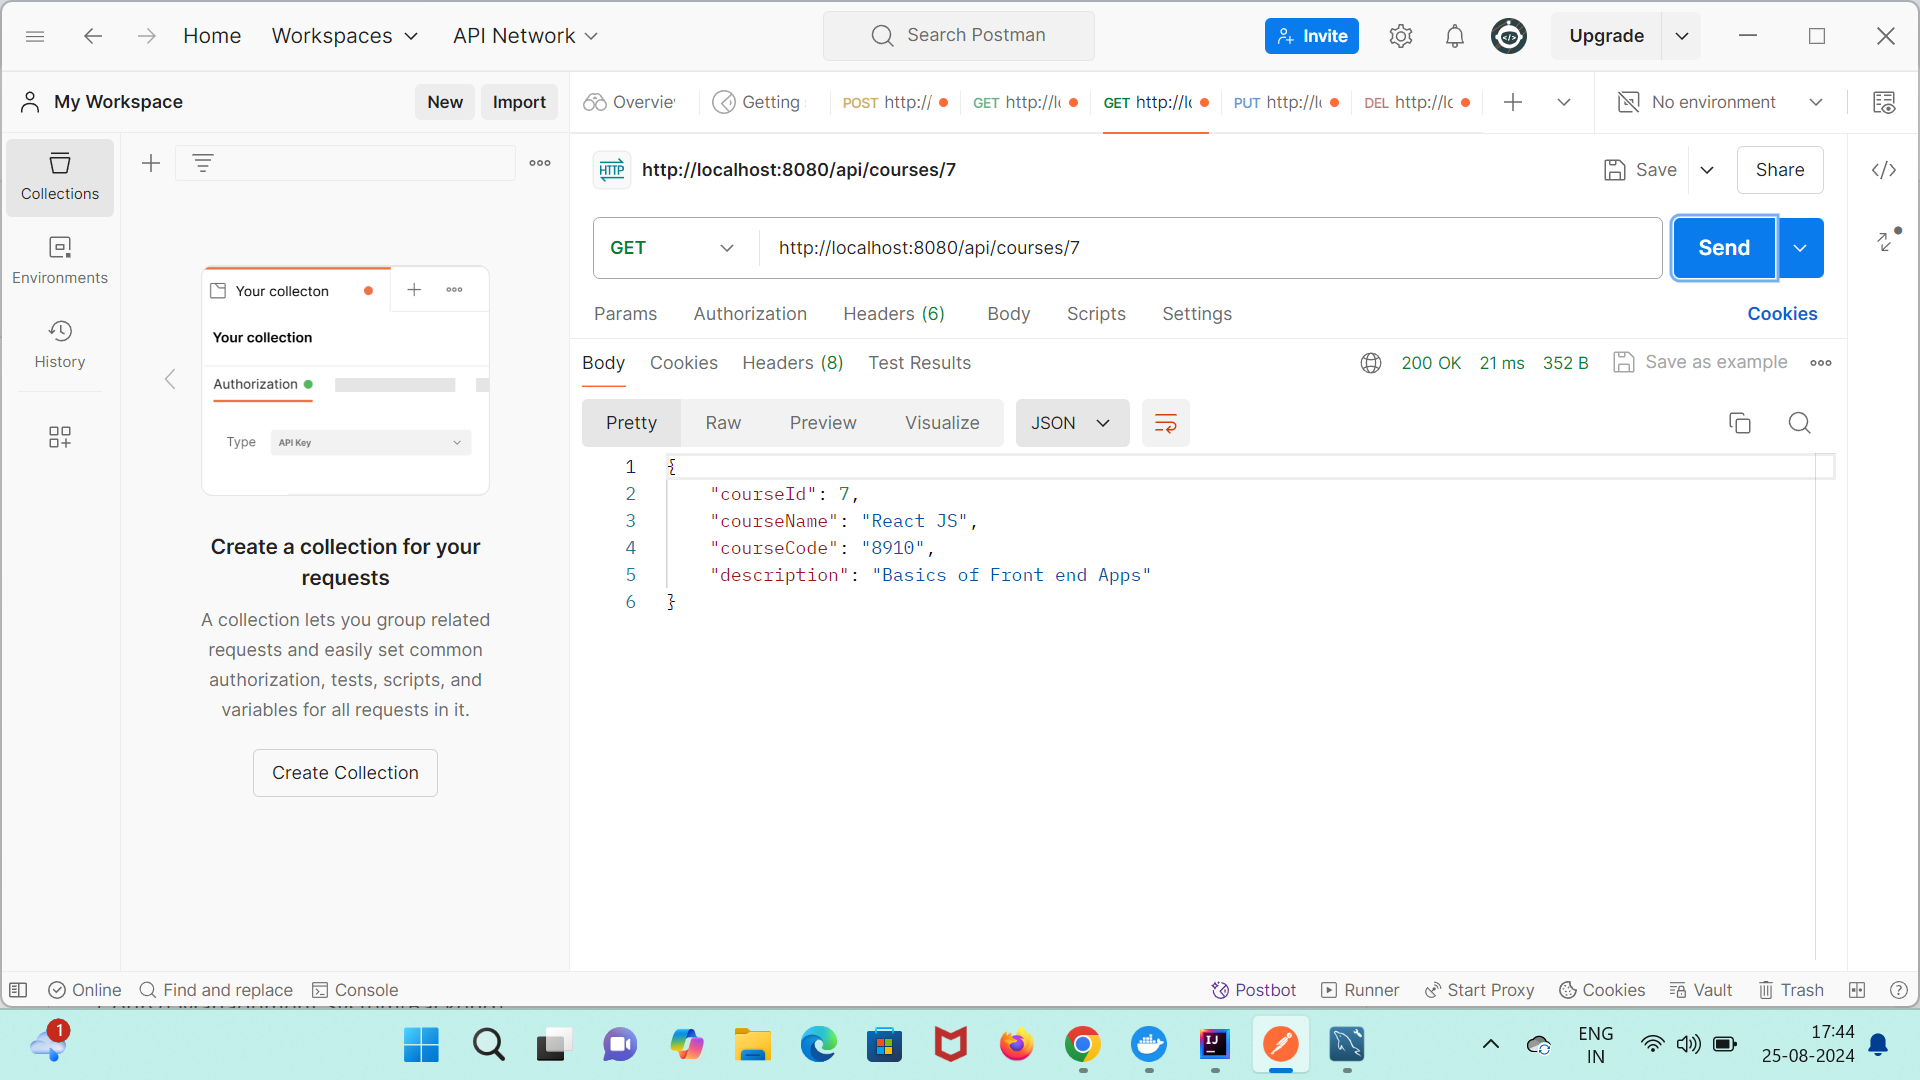 Home Workspaces API Network Search Postman Invite Upgrade
My Workspace New Import Overvie Getting POST http:/ GET http://l GET http://lc PUT http://l DEL http://lc No environment
Collections
Environments
History
Your collecton
Your collection
Authorization
Type API Key
Create a collection for your
requests
A collection lets you group related
requests and easily set common
authorization, tests, scripts, and
variables for all requests in it.
Create Collection
HTTP http://localhost:8080/api/courses/7 Save Share
GET http://localhost:8080/api/courses/7 Send
Params Authorization Headers (6) Body Scripts Settings Cookies
Body Cookies Headers (8) Test Results 200 OK 21 ms 352 B Save as example
Pretty Raw Preview Visualize JSON
1 {
2 "courseId": 7,
3 "courseName": "React JS",
4 "courseCode": "8910",
5 "description": "Basics of Front end Apps"
6 }
Online Find and replace Console Postbot Runner Start Proxy Cookies Vault Trash
1 IJ ENG 17:44
IN 25-08-2024